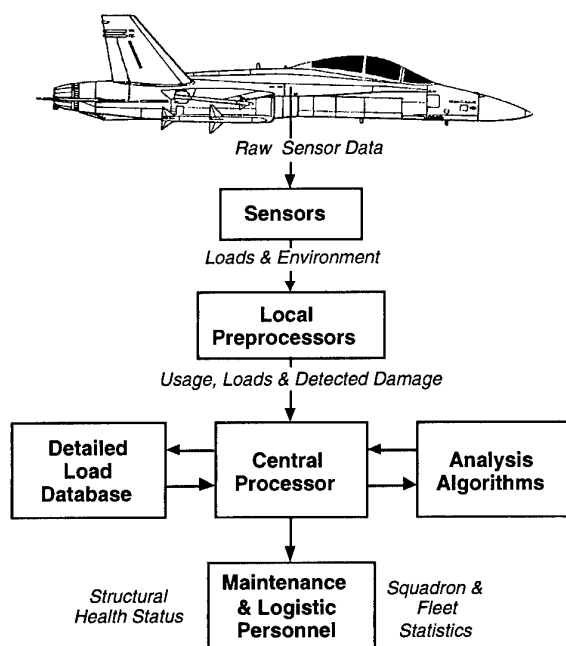 Raw Sensor Data
Sensors
Loads & Environment
Local
Preprocessors
Usage, Loads & Detected Damage
Detailed
Load
Database
Central
Processor
Analysis
Algorithms
Structural
Health Status
Maintenance
& Logistic
Personnel
Squadron &
Fleet
Statistics